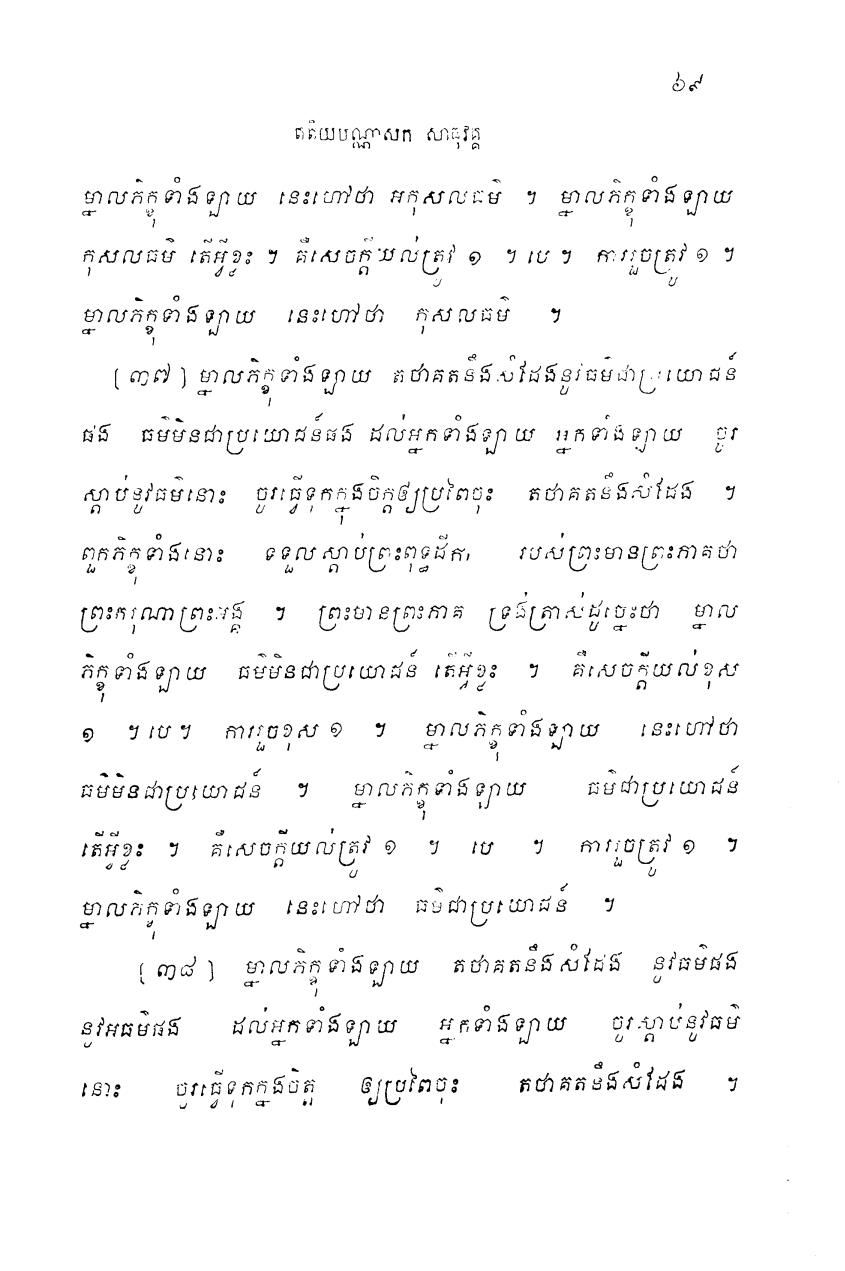 ៦៩
តតិយបណ្ណាសក សាធុវគ្គ
ម្នាលភិក្ខុទាំងឡាយ នេះហៅថា អកុសលធម៌ ។ ម្នាលភិក្ខុទាំងឡាយ
កុសលធម៌ តើអ្វីខ្លះ ។ គឺសេចក្តីយល់ត្រូវ ១ ។ បេ ។ ការរួចត្រូវ ១ ។
ម្នាលភិក្ខុទាំងឡាយ នេះហៅថា កុសលធម៌ ។
[៣៧] ម្នាលភិក្ខុទាំងឡាយ តថាគតនឹងសំដែងនូវធម៌ជាប្រយោជន៍
ផង ធម៌មិនជាប្រយោជន៍ផង ដល់អ្នកទាំងឡាយ អ្នកទាំងឡាយ ចូរ
ស្តាប់នូវធម៌នោះ ចូរធ្វើទុកក្នុងចិត្តឲ្យប្រពៃចុះ តថាគតនឹងសំដែង ។
ពួកភិក្ខុទាំងនោះ ទទួលស្តាប់ព្រះពុទ្ធដីកា របស់ព្រះមានព្រះភាគថា
ព្រះករុណាព្រះអង្គ ។ ព្រះមានព្រះភាគ ទ្រង់ត្រាស់ដូច្នេះថា ម្នាល
ភិក្ខុទាំងឡាយ ធម៌មិនជាប្រយោជន៍ តើអ្វីខ្លះ ។ គឺសេចក្តីយល់ខុស
១ ។ បេ ។ ការរួចខុស ១ ។ ម្នាលភិក្ខុទាំងឡាយ នេះហៅថា
ធម៌មិនជាប្រយោជន៍ ។ ម្នាលភិក្ខុទាំងឡាយ ធម៌ជាប្រយោជន៍
តើអ្វីខ្លះ ។ គឺសេចក្តីយល់ត្រូវ ១ ។ បេ ។ ការរួចត្រូវ ១ ។
ម្នាលភិក្ខុទាំងឡាយ នេះហៅថា ធម៌ជាប្រយោជន៍ ។
[៣៨] ម្នាលភិក្ខុទាំងឡាយ តថាគតនឹងសំដែង នូវធម៌ផង
នូវអធម៌ផង ដល់អ្នកទាំងឡាយ អ្នកទាំងឡាយ ចូរស្តាប់នូវធម៌
នោះ ចូរធ្វើទុកក្នុងចិត្ត ឲ្យប្រពៃចុះ តថាគតនឹងសំដែង ។